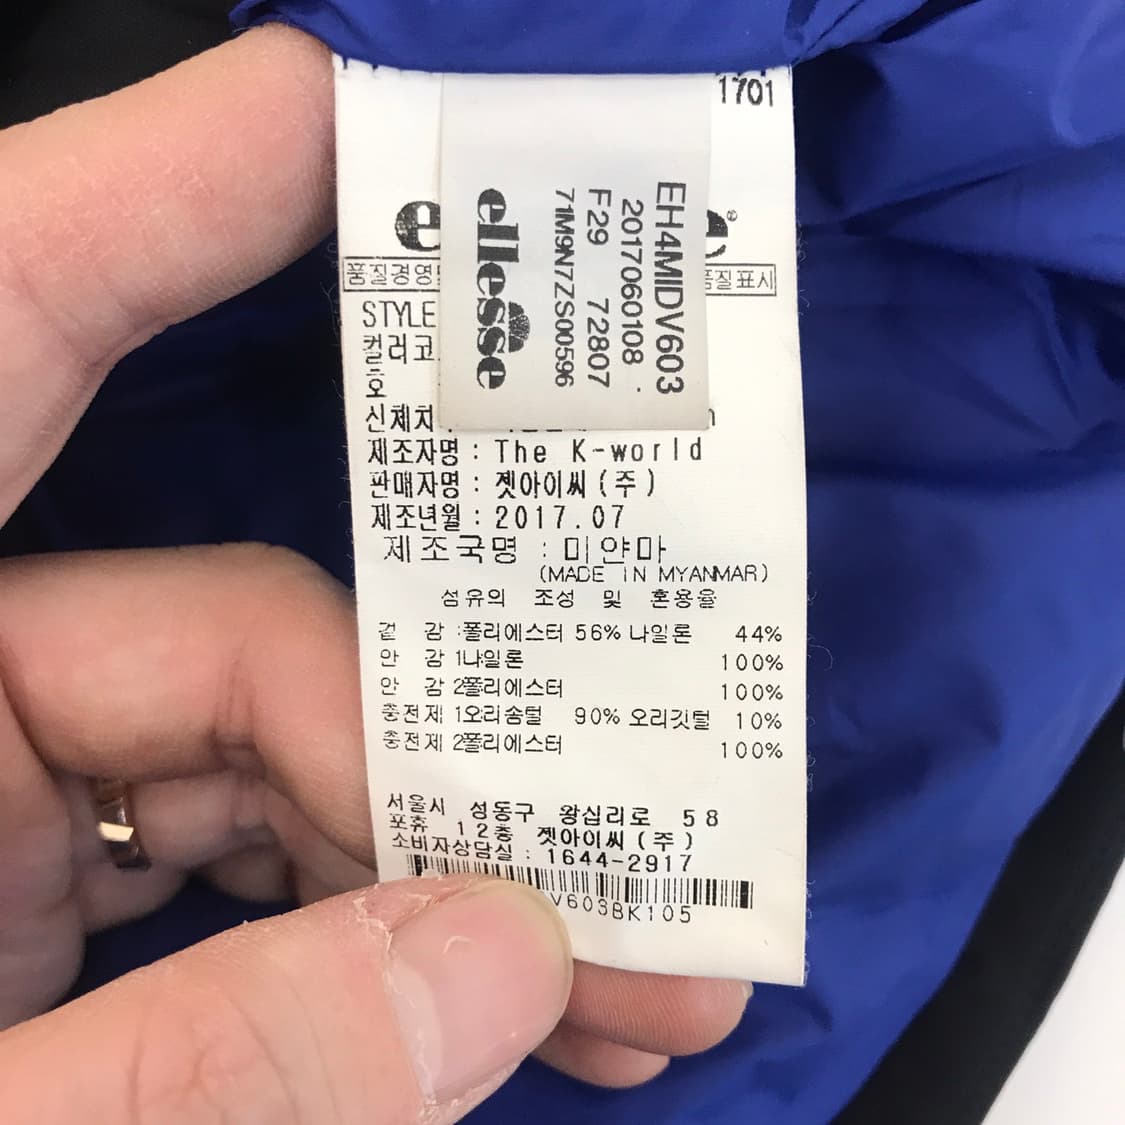 1701
EH4MIDV603
2017060108
F29 72807
71M9N7ZS00596
ellesse
e e®
품질경영 품질표시
STYLE
컬러코
호
신체치
제조자명 : The K-world
판매자명 : 젯아이씨(주)
제조년월 : 2017.07
제조국명 : 미얀마
(MADE IN MYANMAR)
섬유의 조성 및 혼용율
겉 감 :폴리에스터 56% 나일론 44%
안 감 1나일론 100%
안 감 2폴리에스터 100%
충전제 1오리솜털 90% 오리깃털 10%
충전제 2폴리에스터 100%
서울시 성동구 왕십리로 58
포휴 12층 젯아이씨(주)
소비자상담실 : 1644-2917
V603BK105